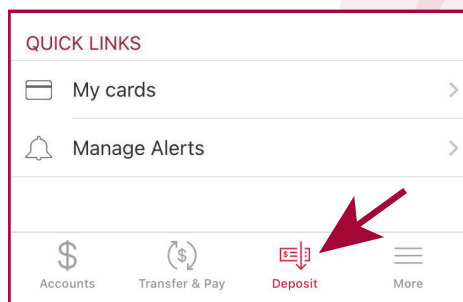 QUICK LINKS
My cards
Manage Alerts
Accounts Transfer & Pay Deposit More